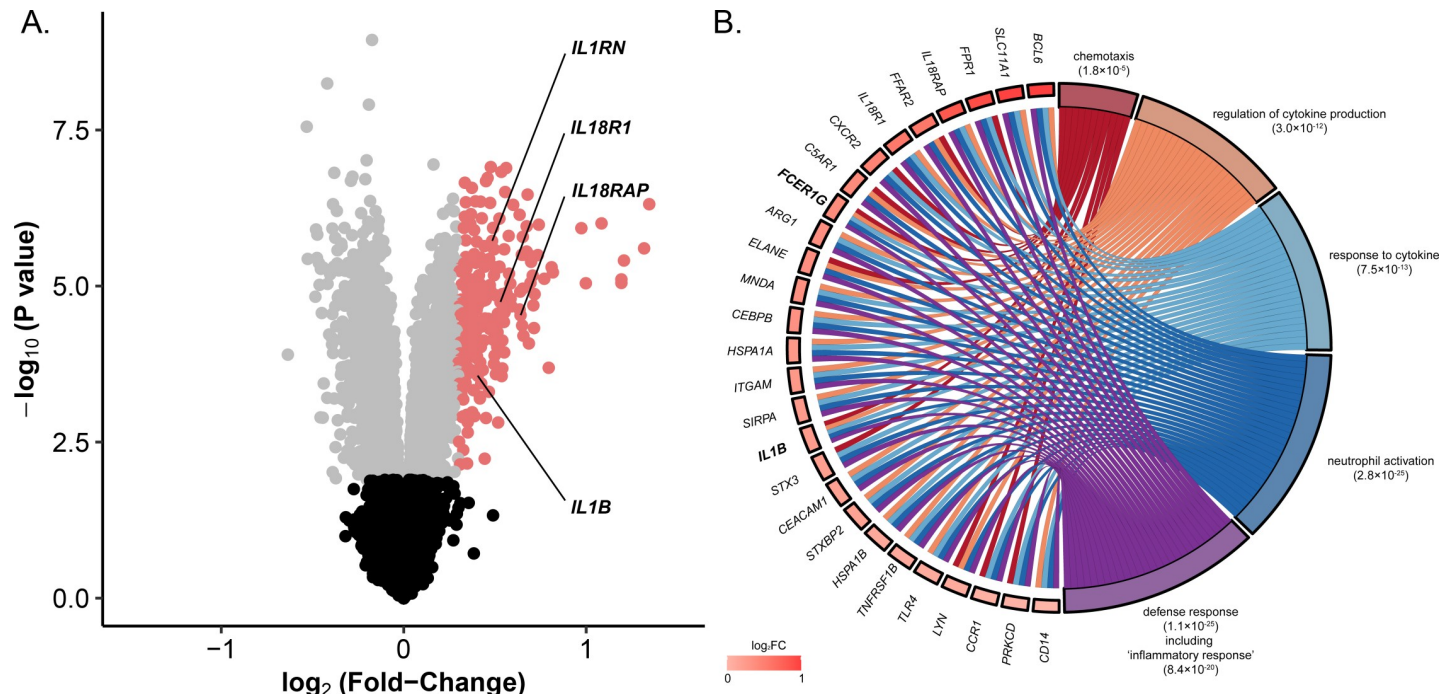 A.
−log₁₀ (P value)
7.5
5.0
2.5
0.0
−1
0
1
log₂ (Fold−Change)
IL1RN
IL18R1
IL18RAP
IL1B
B.
BCL6
SLC11A1
FPR1
IL18RAP
FFAR2
IL18R1
CXCR2
C5AR1
FCER1G
ARG1
ELANE
MNDA
CEBPB
HSPA1A
ITGAM
SIRPA
IL1B
STX3
CEACAM1
STXBP2
HSPA1B
TNFRSF1B
TLR4
LYN
CCR1
PRKCD
CD14
chemotaxis
(1.8×10⁻⁵)
regulation of cytokine production
(3.0×10⁻¹²)
response to cytokine
(7.5×10⁻¹³)
neutrophil activation
(2.8×10⁻²⁵)
defense response
(1.1×10⁻²⁵)
including
'inflammatory response'
(8.4×10⁻²⁰)
log₂FC
0
1